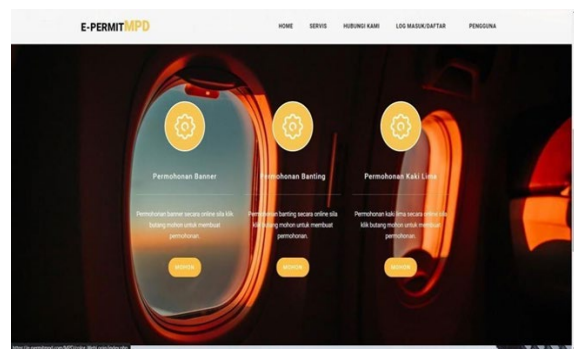 E-PERMITMPD
HOME SERVIS HUBUNGI KAMI LOG MASUK/DAFTAR PENGGUNA
Permohonan Banner
Permohonan banner secara online sila klik
butang mohon untuk membuat
permohonan.
MOHON
Permohonan Banting
Permohonan banting secara online sila
klik butang mohon untuk membuat
permohonan.
MOHON
Permohonan Kaki Lima
Permohonan kaki lima secara online sila
klik butang mohon untuk membuat
permohonan.
MOHON